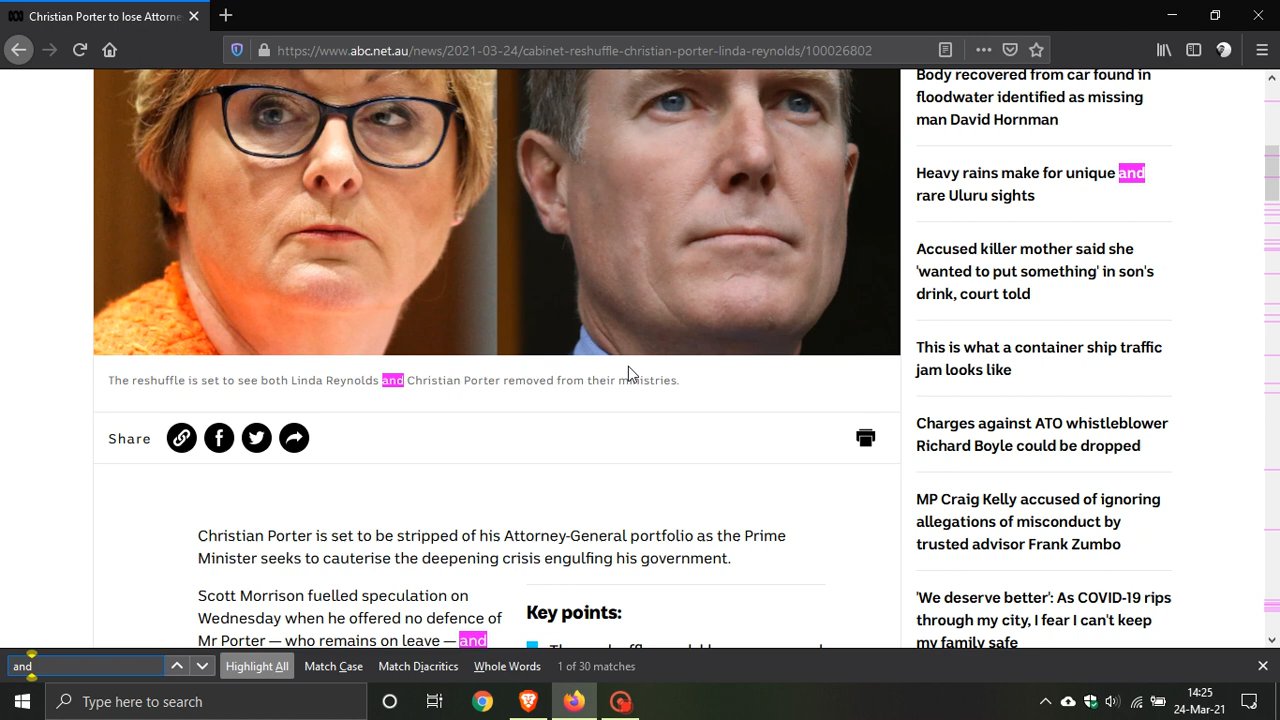 Christian Porter to lose Attorne
https://www.abc.net.au/news/2021-03-24/cabinet-reshuffle-christian-porter-linda-reynolds/100026802
The reshuffle is set to see both Linda Reynolds and Christian Porter removed from their ministries.
Share
Christian Porter is set to be stripped of his Attorney-General portfolio as the Prime
Minister seeks to cauterise the deepening crisis engulfing his government.
Scott Morrison fuelled speculation on
Wednesday when he offered no defence of
Mr Porter — who remains on leave — and
Key points:
Body recovered from car found in
floodwater identified as missing
man David Hornman
Heavy rains make for unique and
rare Uluru sights
Accused killer mother said she
'wanted to put something' in son's
drink, court told
This is what a container ship traffic
jam looks like
Charges against ATO whistleblower
Richard Boyle could be dropped
MP Craig Kelly accused of ignoring
allegations of misconduct by
trusted advisor Frank Zumbo
'We deserve better': As COVID-19 rips
through my city, I fear I can't keep
my family safe
and
Highlight All
Match Case
Match Diacritics
Whole Words
1 of 30 matches
Type here to search
14:25
24-Mar-21